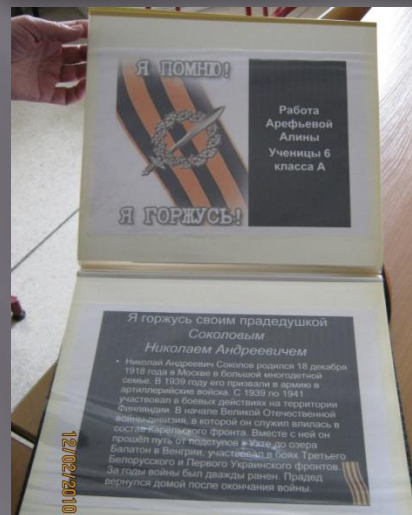 Я ПОМНЮ!
Я ГОРЖУСЬ!
Работа
Арефьевой
Алины
Ученицы 6
класса А
Я горжусь своим прадедушкой
Соколовым
Николаем Андреевичем
• Николай Андреевич Соколов родился 18 декабря
1918 года в Москве в большой многодетной
семье. В 1939 году его призвали в армию в
артиллерийские войска. С 1939 по 1941
участвовал в боевых действиях на территории
Финляндии. В начале Великой Отечественной
войны дивизия, в которой он служил влилась в
состав Карельского фронта. Вместе с ней он
прошёл путь от подступов к Ухте до озера
Балатон в Венгрии, участвовал в боях Третьего
Белорусского и Первого Украинского фронтов.
За годы войны был дважды ранен. Прадед
вернулся домой после окончания войны.
12/02/2010